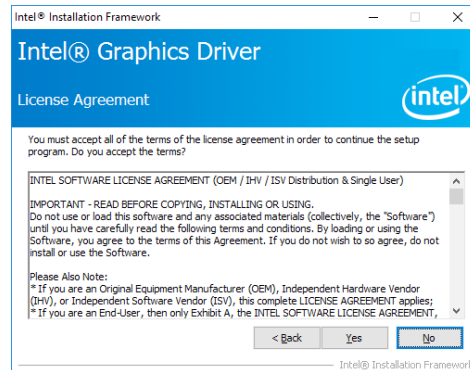 Intel® Installation Framework
Intel® Graphics Driver
License Agreement
intel
You must accept all of the terms of the license agreement in order to continue the setup
program. Do you accept the terms?
INTEL SOFTWARE LICENSE AGREEMENT (OEM / IHV / ISV Distribution & Single User)
IMPORTANT - READ BEFORE COPYING, INSTALLING OR USING.
Do not use or load this software and any associated materials (collectively, the "Software")
until you have carefully read the following terms and conditions. By loading or using the
Software, you agree to the terms of this Agreement. If you do not wish to so agree, do not
install or use the Software.
Please Also Note:
* If you are an Original Equipment Manufacturer (OEM), Independent Hardware Vendor
(IHV), or Independent Software Vendor (ISV), this complete LICENSE AGREEMENT applies;
* If you are an End-User, then only Exhibit A, the INTEL SOFTWARE LICENSE AGREEMENT,
< Back Yes No
Intel® Installation Framework